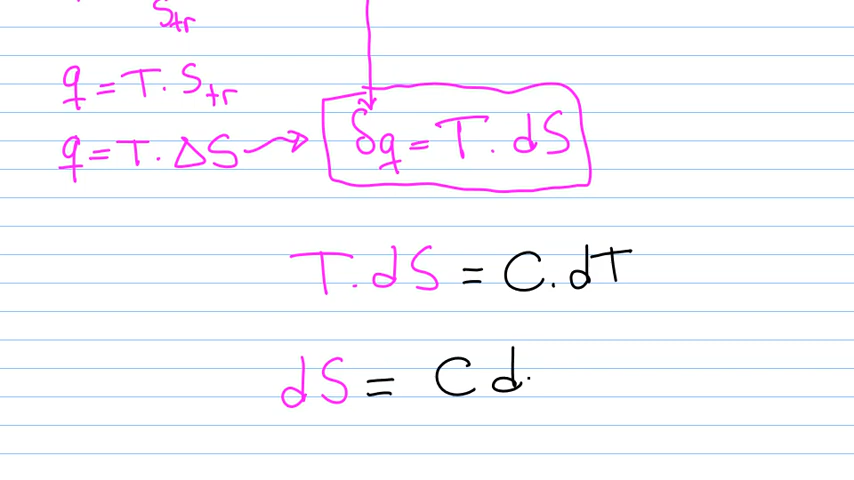 S_tr
q = T. S_tr
q = T. ΔS → δq = T. dS
T. dS = C. dT
dS = C d